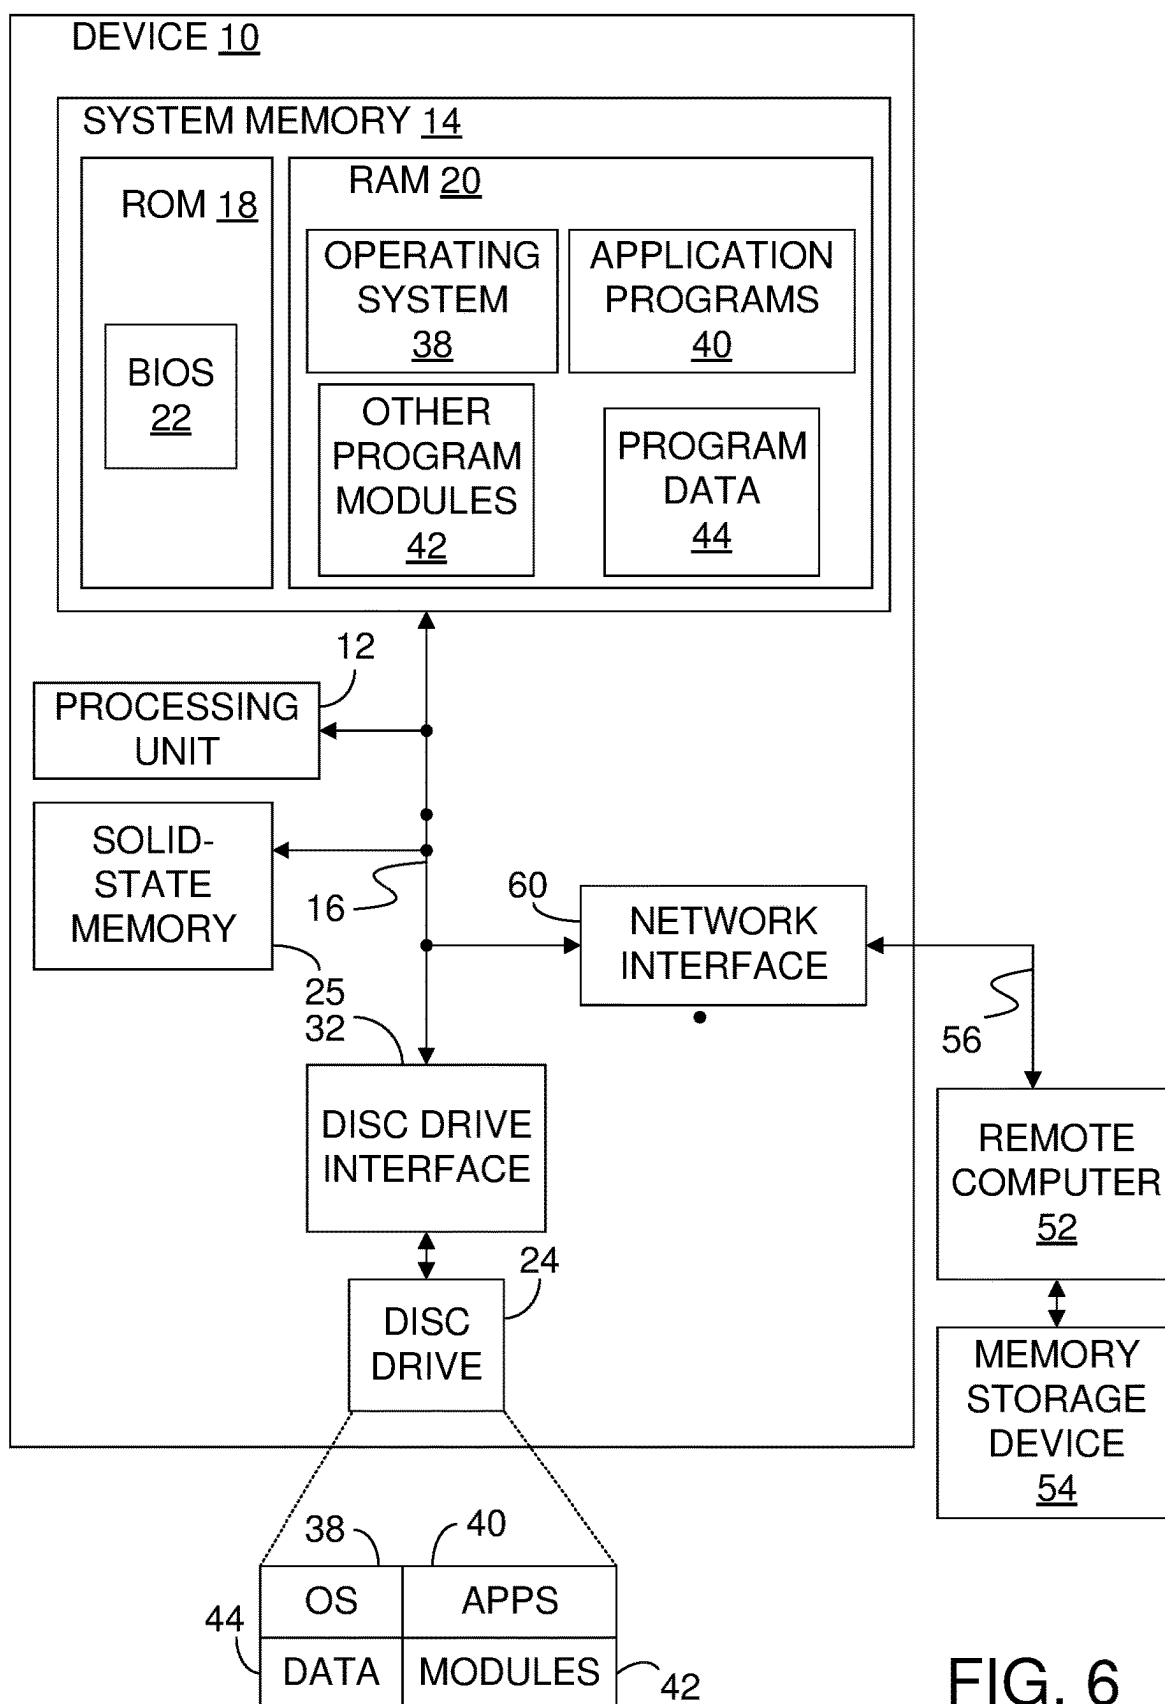 DEVICE 10
SYSTEM MEMORY 14
ROM 18
BIOS
22
RAM 20
OPERATING
SYSTEM
38
APPLICATION
PROGRAMS
40
OTHER
PROGRAM
MODULES
42
PROGRAM
DATA
44
12
PROCESSING
UNIT
SOLID-
STATE
MEMORY
25
16
60
NETWORK
INTERFACE
56
32
DISC DRIVE
INTERFACE
24
DISC
DRIVE
REMOTE
COMPUTER
52
MEMORY
STORAGE
DEVICE
54
38
40
OS
APPS
44
DATA
MODULES
42
FIG. 6